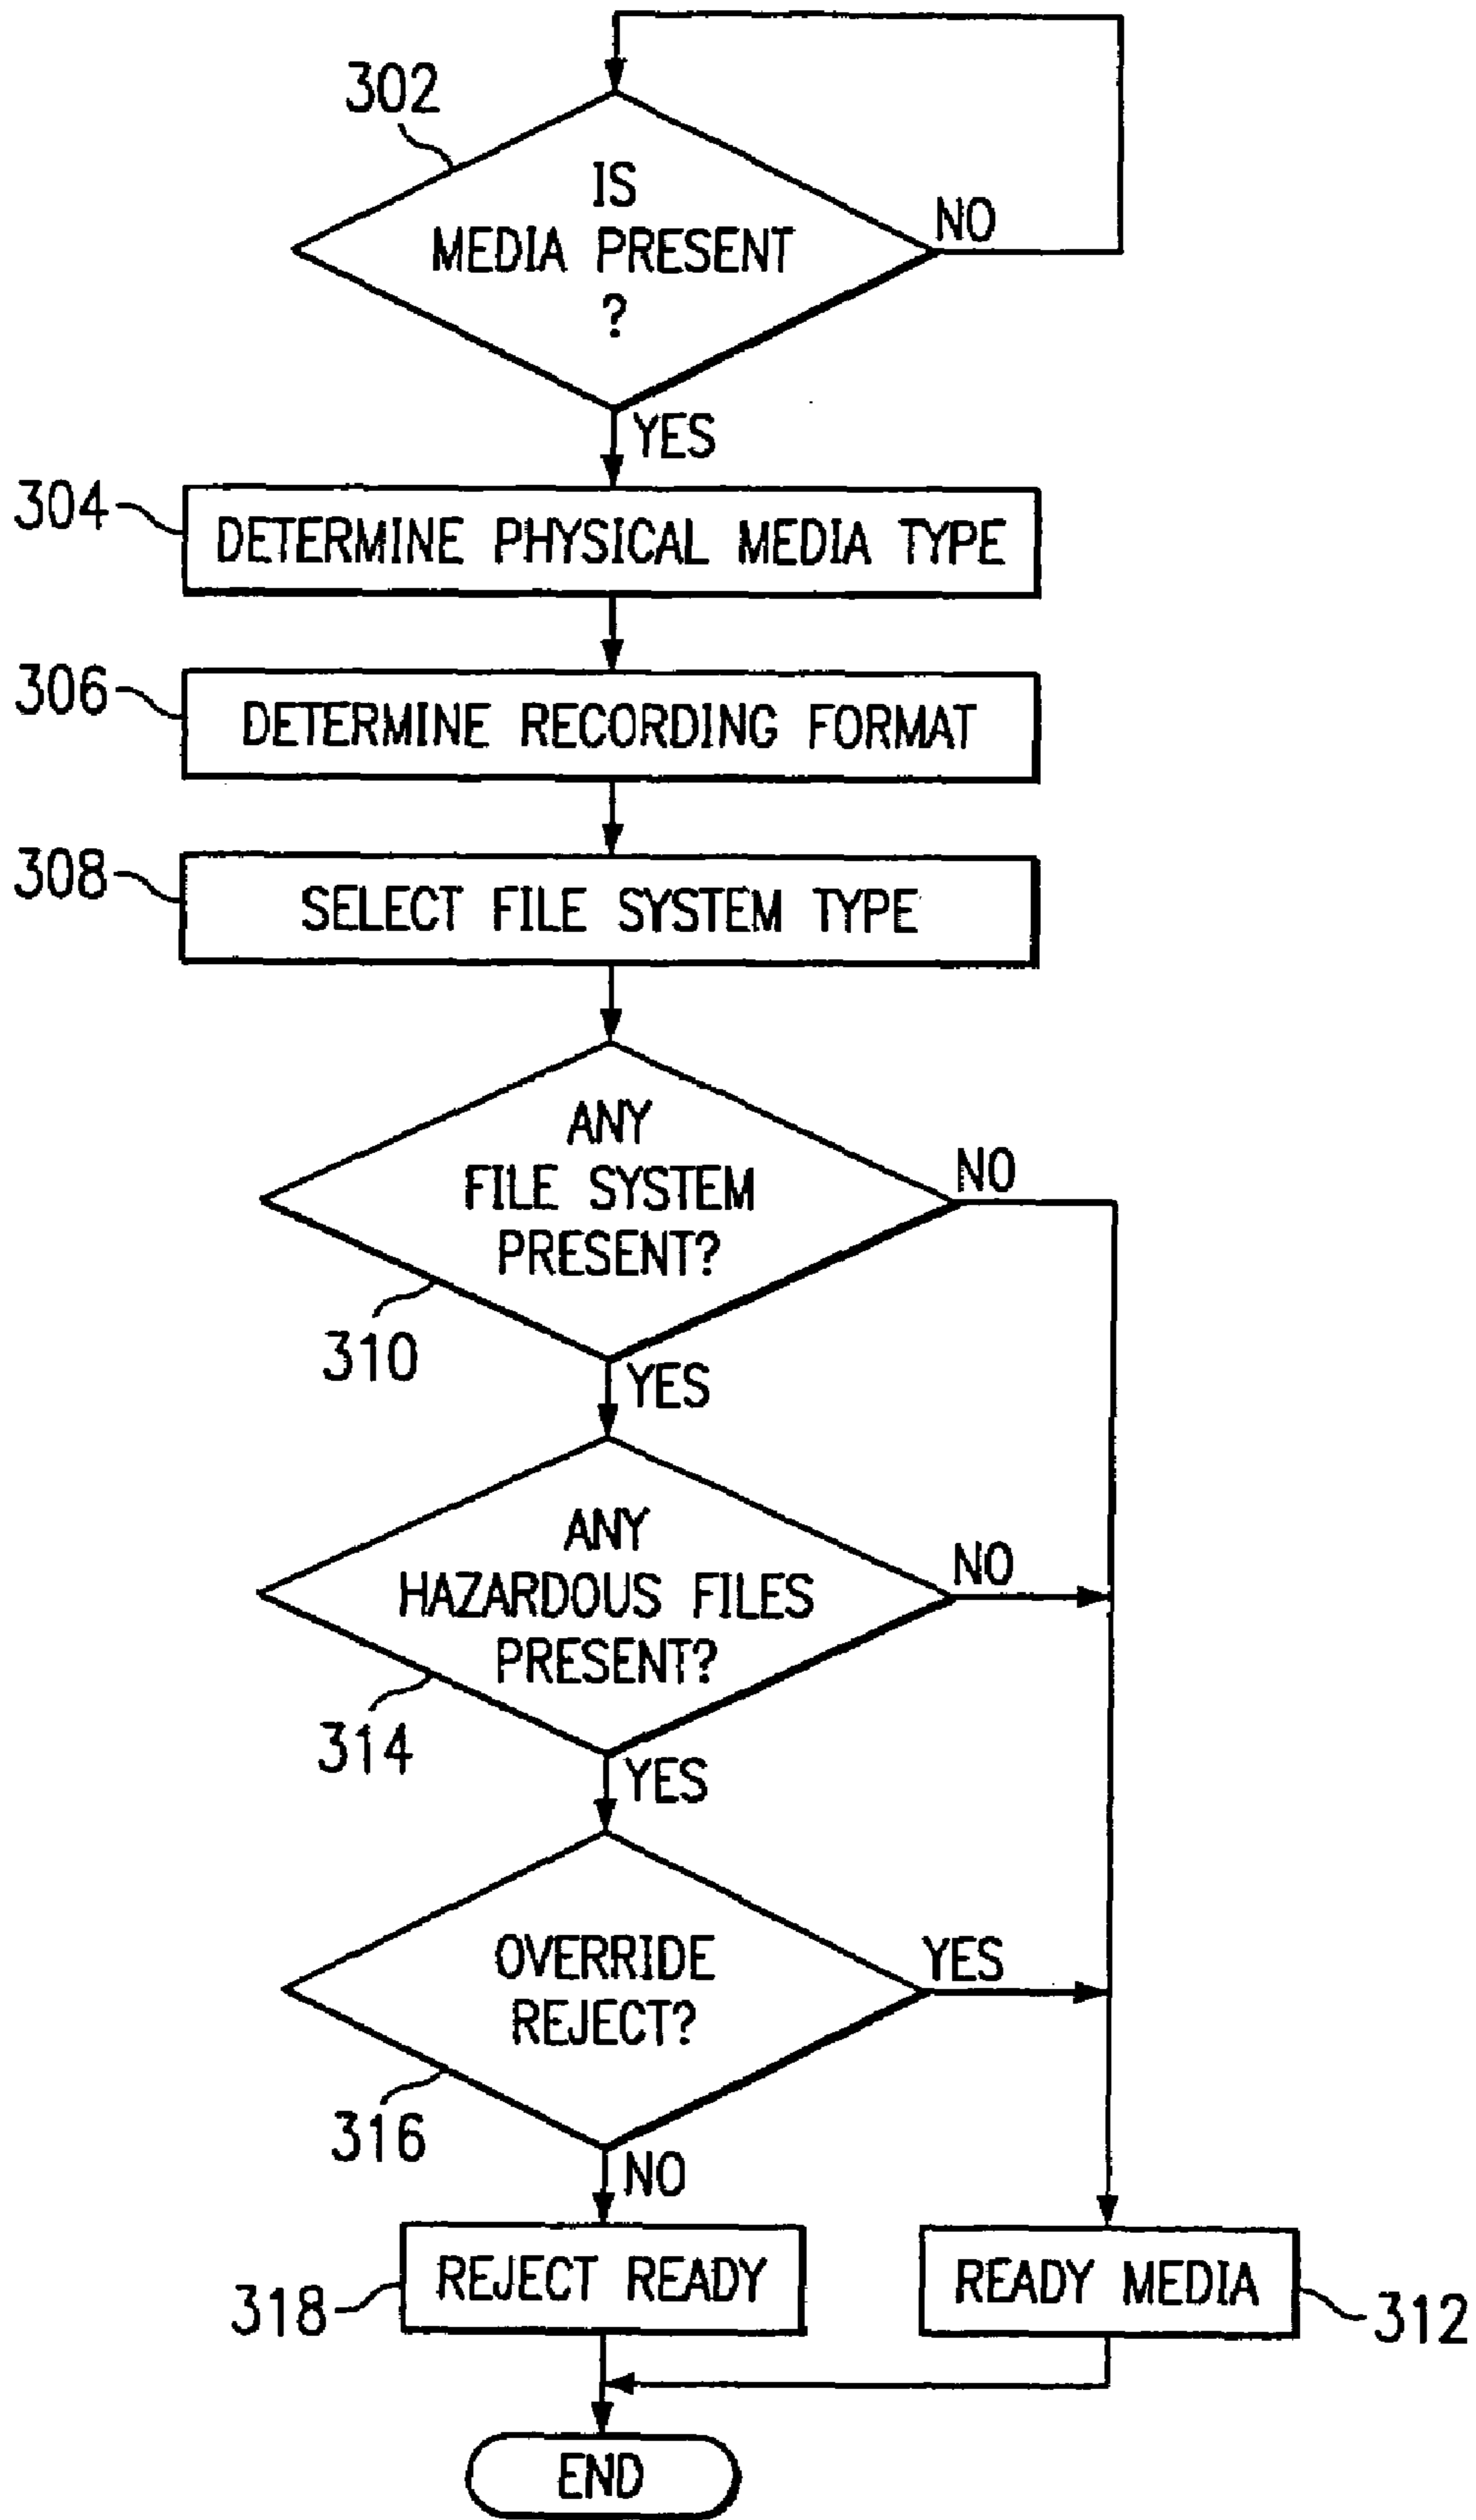 302
IS
MEDIA PRESENT
?
NO
YES
304
DETERMINE PHYSICAL MEDIA TYPE
306
DETERMINE RECORDING FORMAT
308
SELECT FILE SYSTEM TYPE
ANY
FILE SYSTEM
PRESENT?
NO
310
YES
ANY
HAZARDOUS FILES
PRESENT?
NO
314
YES
OVERRIDE
REJECT?
YES
316
NO
REJECT READY
318
READY MEDIA
312
END